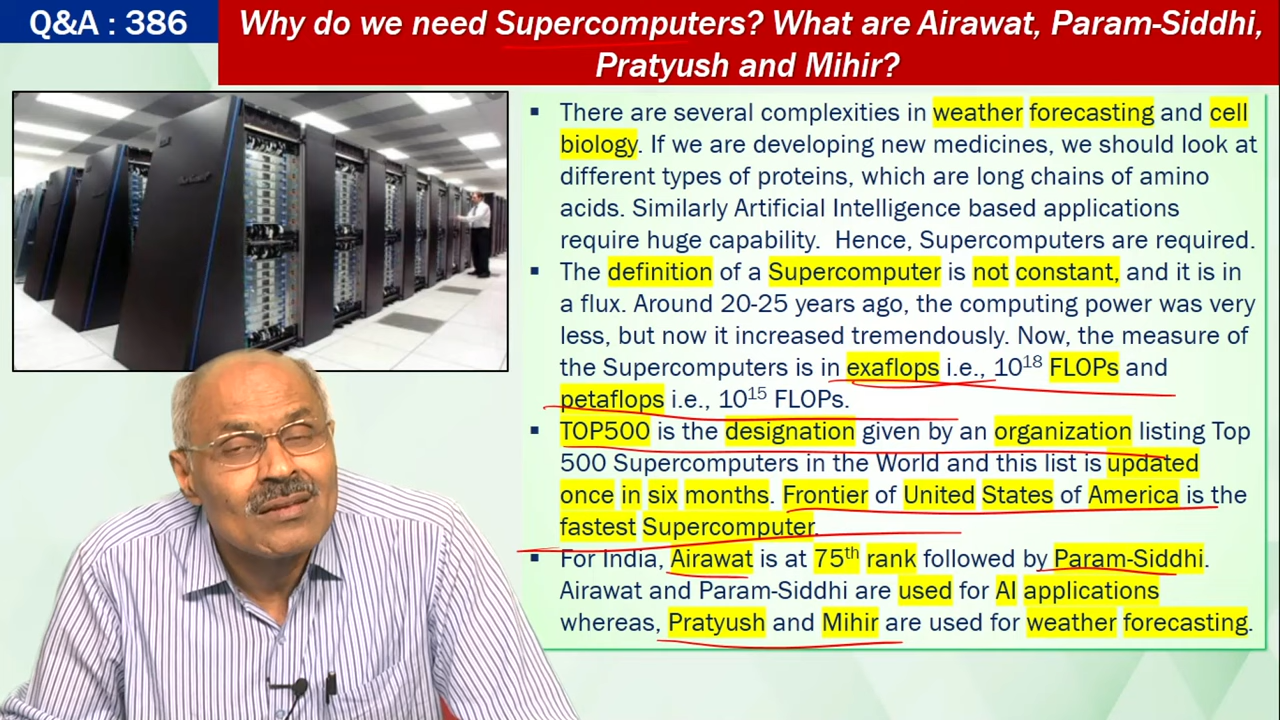 Q&A : 386
Why do we need Supercomputers? What are Airawat, Param-Siddhi,
Pratyush and Mihir?
▪ There are several complexities in weather forecasting and cell
biology. If we are developing new medicines, we should look at
different types of proteins, which are long chains of amino
acids. Similarly Artificial Intelligence based applications
require huge capability. Hence, Supercomputers are required.
▪ The definition of a Supercomputer is not constant, and it is in
a flux. Around 20-25 years ago, the computing power was very
less, but now it increased tremendously. Now, the measure of
the Supercomputers is in exaflops i.e., 10¹⁸ FLOPs and
petaflops i.e., 10¹⁵ FLOPs.
▪ TOP500 is the designation given by an organization listing Top
500 Supercomputers in the World and this list is updated
once in six months. Frontier of United States of America is the
fastest Supercomputer.
▪ For India, Airawat is at 75th rank followed by Param-Siddhi.
Airawat and Param-Siddhi are used for AI applications
whereas, Pratyush and Mihir are used for weather forecasting.